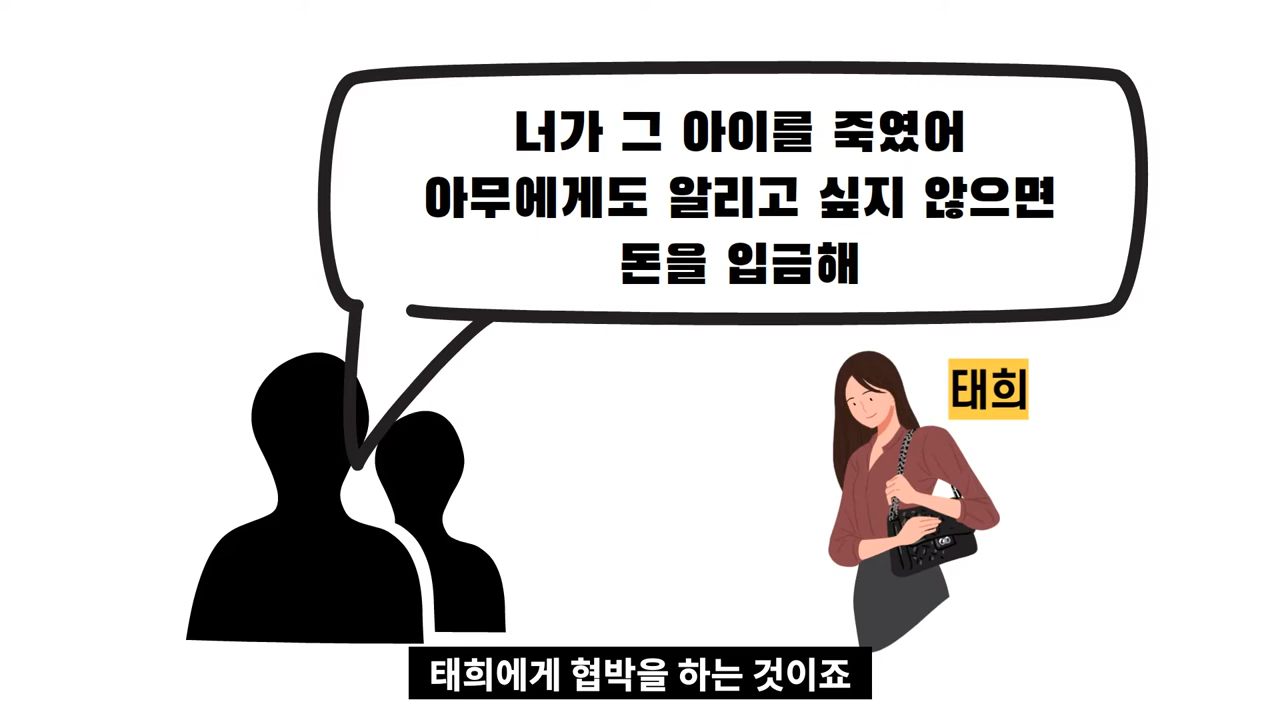 너가 그 아이를 죽였어
아무에게도 알리고 싶지 않으면
돈을 입금해
태희
태희에게 협박을 하는 것이죠